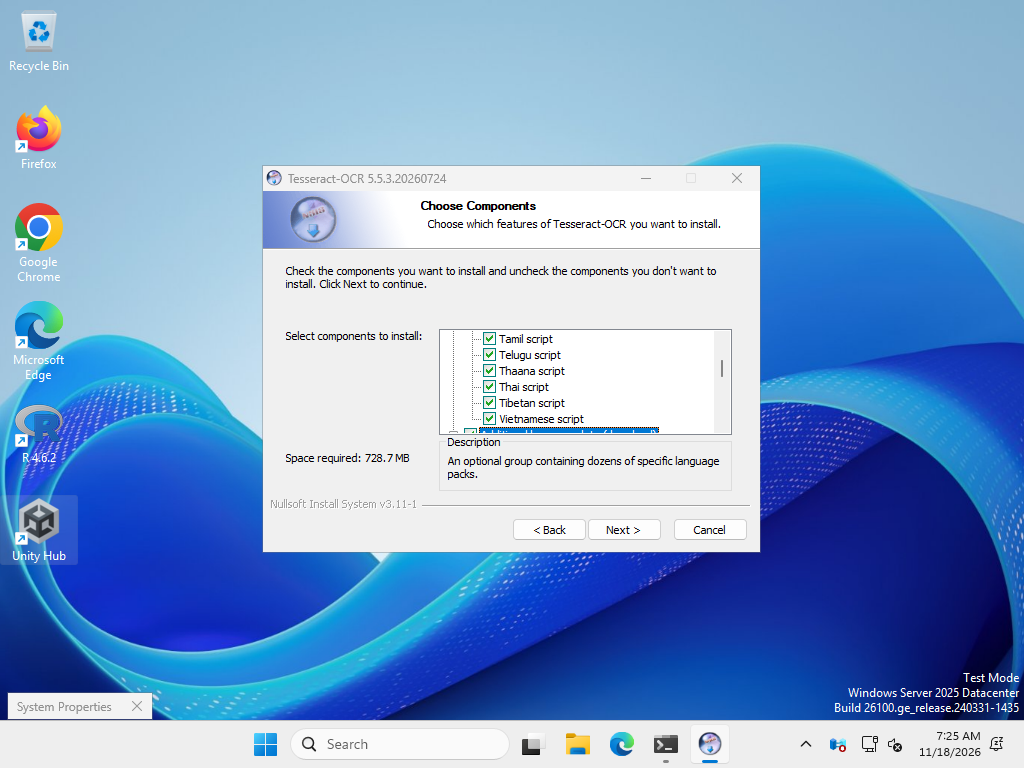 Recycle Bin
Firefox
Google
Chrome
Microsoft
Edge
R 4.6.2
Unity Hub
Tesseract-OCR 5.5.3.20260724
Choose Components
Choose which features of Tesseract-OCR you want to install.
Check the components you want to install and uncheck the components you don't want to
install. Click Next to continue.
Select components to install:
Tamil script
Telugu script
Thaana script
Thai script
Tibetan script
Vietnamese script
Space required: 728.7 MB
Description
An optional group containing dozens of specific language
packs.
Nullsoft Install System v3.11-1
< Back
Next >
Cancel
Test Mode
Windows Server 2025 Datacenter
Build 26100.ge_release.240331-1435
System Properties
Search
7:25 AM
11/18/2026